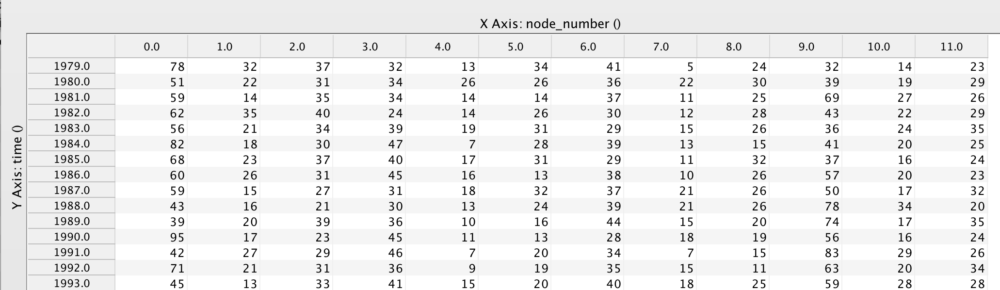 X Axis: node_number ()
0.0 1.0 2.0 3.0 4.0 5.0 6.0 7.0 8.0 9.0 10.0 11.0
1979.0 78 32 37 32 13 34 41 5 24 32 14 23
1980.0 51 22 31 34 26 26 36 22 30 39 19 29
1981.0 59 14 35 34 14 14 37 11 25 69 27 26
1982.0 62 35 40 24 14 26 30 12 28 43 22 29
1983.0 56 21 34 39 19 31 29 15 26 36 24 35
1984.0 82 18 30 47 7 28 39 13 15 41 20 25
1985.0 68 23 37 40 17 31 29 11 32 37 16 24
1986.0 60 26 31 45 16 13 38 10 26 57 20 23
1987.0 59 15 27 31 18 32 37 21 26 50 17 32
1988.0 43 16 21 30 13 24 39 21 26 78 34 20
1989.0 39 20 39 36 10 16 44 15 20 74 17 35
1990.0 95 17 23 45 11 13 28 18 19 56 16 24
1991.0 42 27 29 46 7 20 34 7 15 83 29 26
1992.0 71 21 31 36 9 19 35 15 11 63 20 34
1993.0 45 13 33 41 15 20 40 18 25 59 28 28
Y Axis: time ()